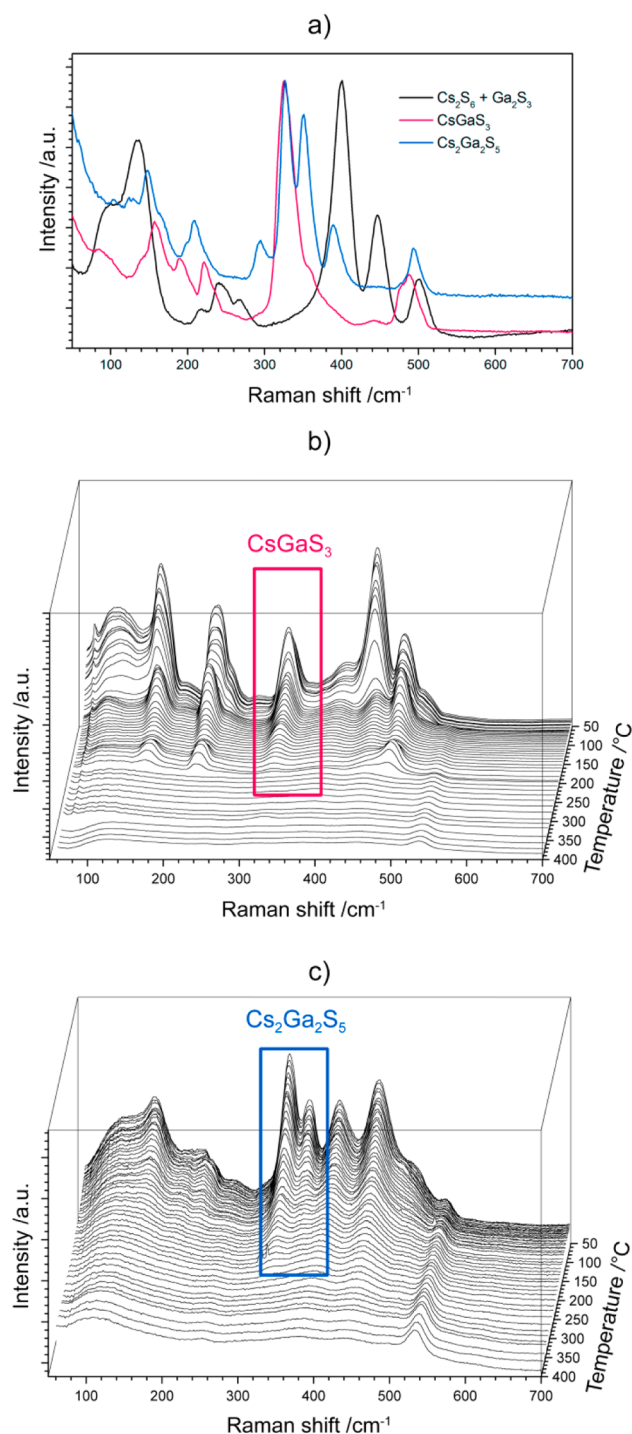 a)
Intensity /a.u.
Cs₂S₆ + Ga₂S₃
CsGaS₃
Cs₂Ga₂S₅
100 200 300 400 500 600 700
Raman shift /cm⁻¹
b)
CsGaS₃
Intensity /a.u.
50
100
150
200
250
300
350
400
Temperature /°C
100 200 300 400 500 600 700
Raman shift /cm⁻¹
c)
Cs₂Ga₂S₅
Intensity /a.u.
50
100
150
200
250
300
350
400
Temperature /°C
100 200 300 400 500 600 700
Raman shift /cm⁻¹